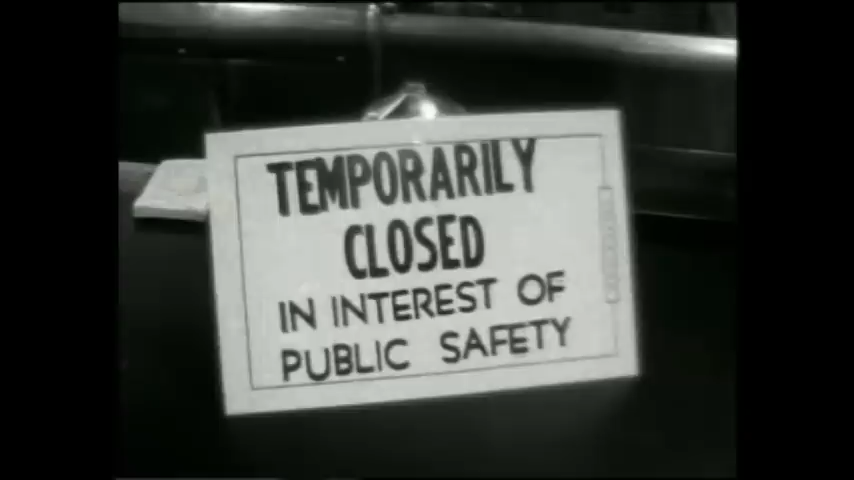 TEMPORARILY
CLOSED
IN INTEREST OF
PUBLIC SAFETY